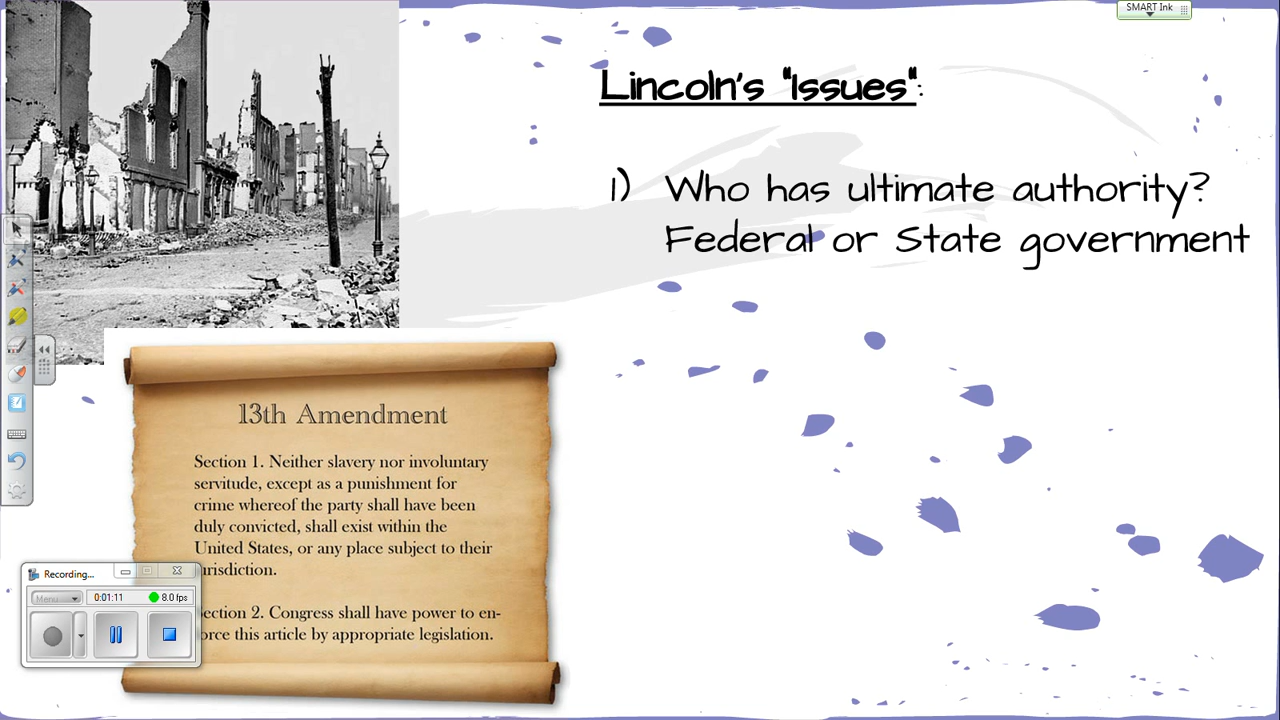 SMART Ink
Lincoln's "Issues":
1) Who has ultimate authority?
Federal or State government
13th Amendment
Section 1. Neither slavery nor involuntary
servitude, except as a punishment for
crime whereof the party shall have been
duly convicted, shall exist within the
United States, or any place subject to their
urisdiction.
ection 2. Congress shall have power to en-
orce this article by appropriate legislation.
Recording...
Menu
0:01:11
8.0 fps